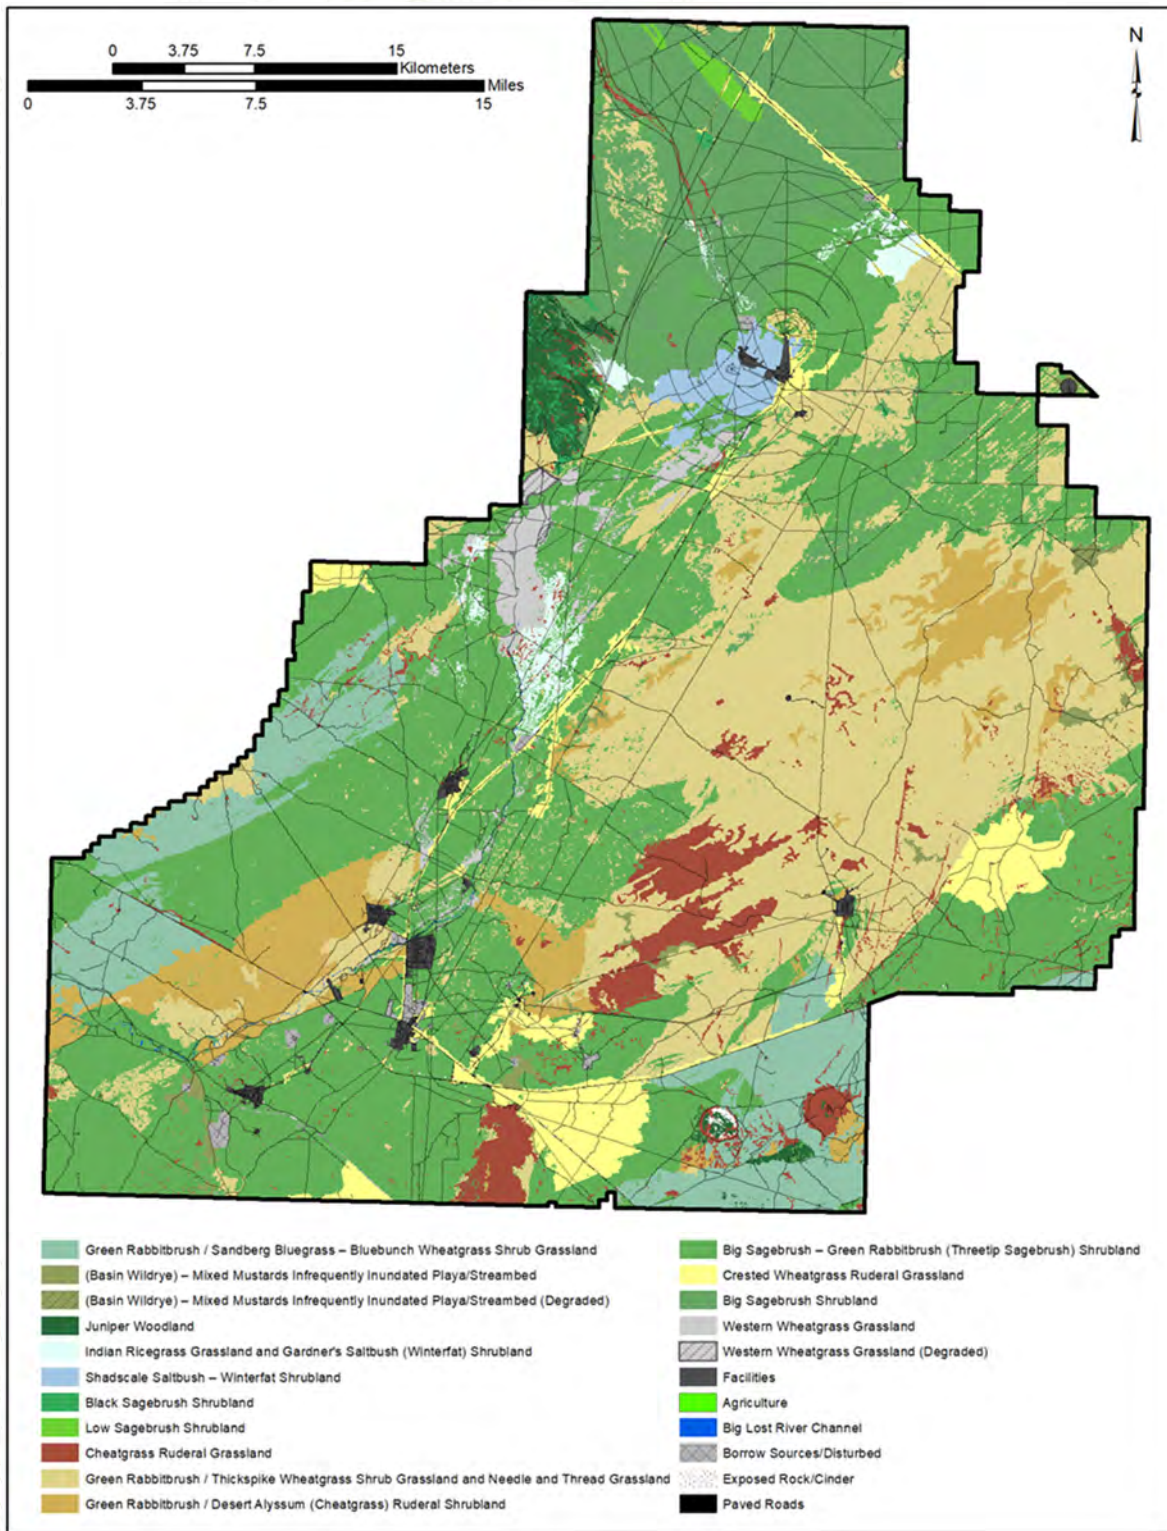 0 3.75 7.5 15
Kilometers
Miles
0 3.75 7.5 15
N
Green Rabbitbrush / Sandberg Bluegrass – Bluebunch Wheatgrass Shrub Grassland
(Basin Wildrye) – Mixed Mustards Infrequently Inundated Playa/Streambed
(Basin Wildrye) – Mixed Mustards Infrequently Inundated Playa/Streambed (Degraded)
Juniper Woodland
Indian Ricegrass Grassland and Gardner's Saltbush (Winterfat) Shrubland
Shadscale Saltbush – Winterfat Shrubland
Black Sagebrush Shrubland
Low Sagebrush Shrubland
Cheatgrass Ruderal Grassland
Green Rabbitbrush / Thickspike Wheatgrass Shrub Grassland and Needle and Thread Grassland
Green Rabbitbrush / Desert Alyssum (Cheatgrass) Ruderal Shrubland
Big Sagebrush – Green Rabbitbrush (Threetip Sagebrush) Shrubland
Crested Wheatgrass Ruderal Grassland
Big Sagebrush Shrubland
Western Wheatgrass Grassland
Western Wheatgrass Grassland (Degraded)
Facilities
Agriculture
Big Lost River Channel
Borrow Sources/Disturbed
Exposed Rock/Cinder
Paved Roads